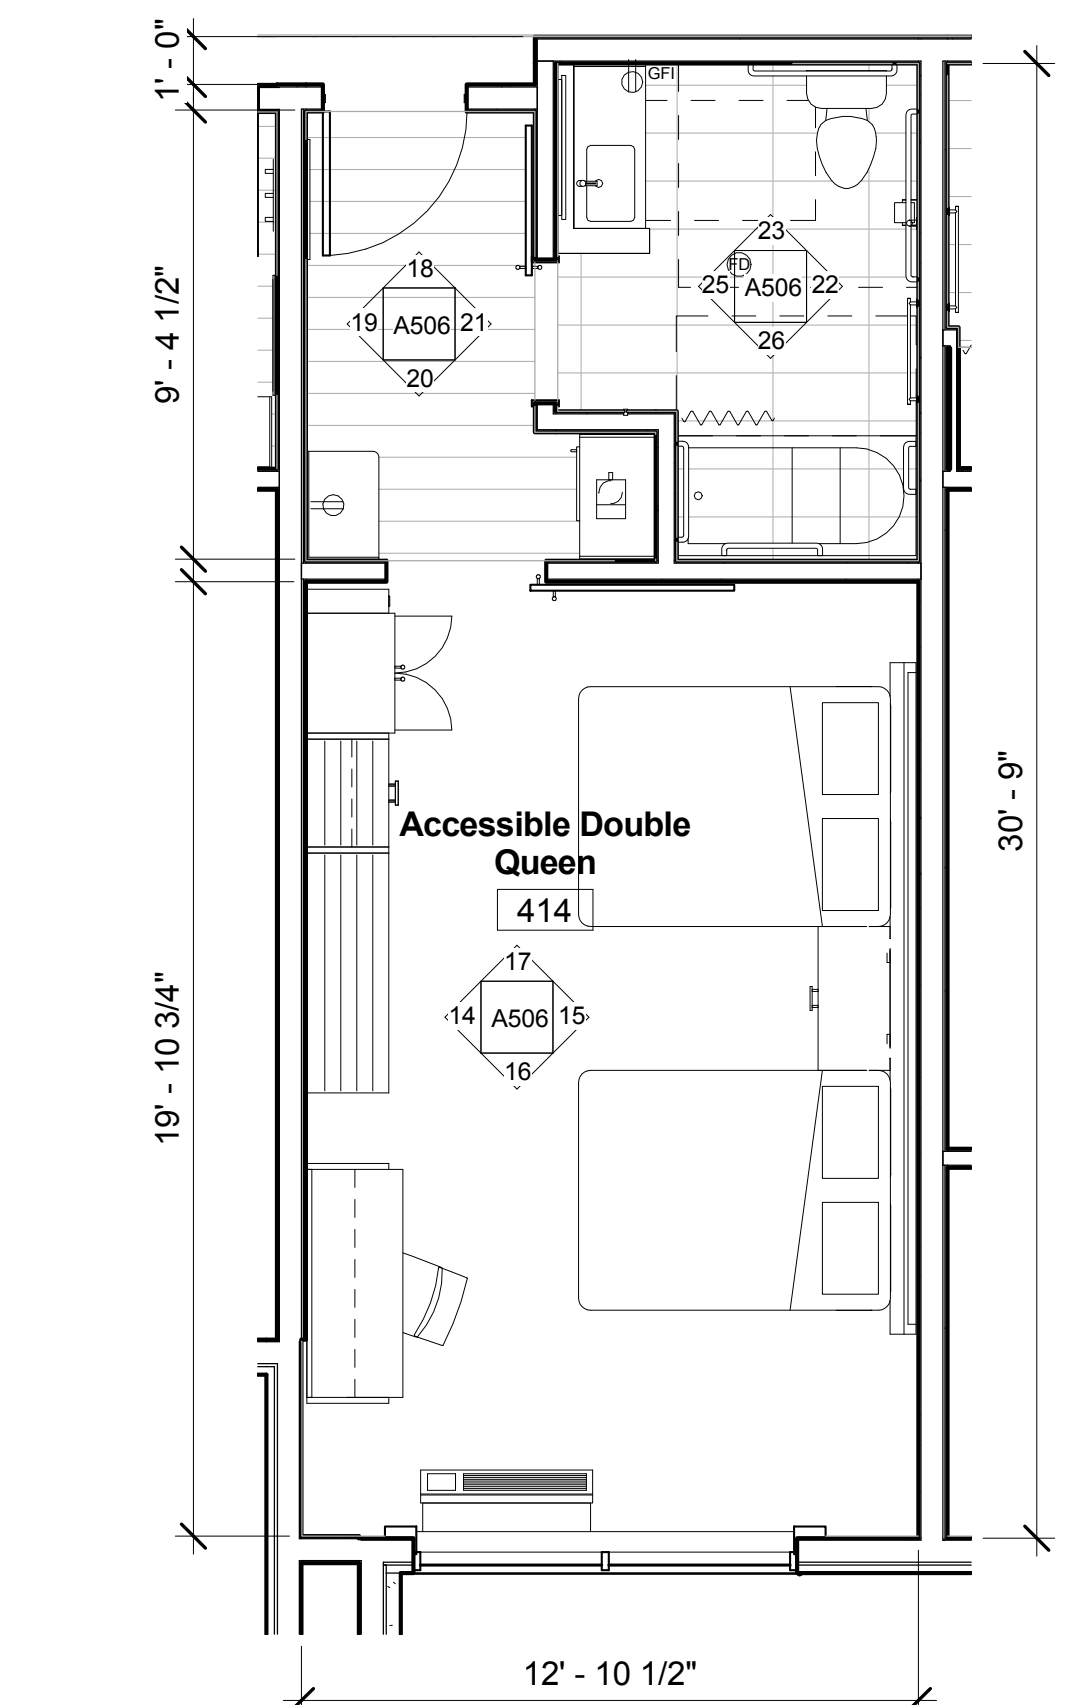 1' - 0"
GFI
23
25 FD A506 22
26
18
19 A506 21
20
9' - 4 1/2"
Accessible Double
Queen
414
30' - 9"
17
14 A506 15
16
19' - 10 3/4"
12' - 10 1/2"